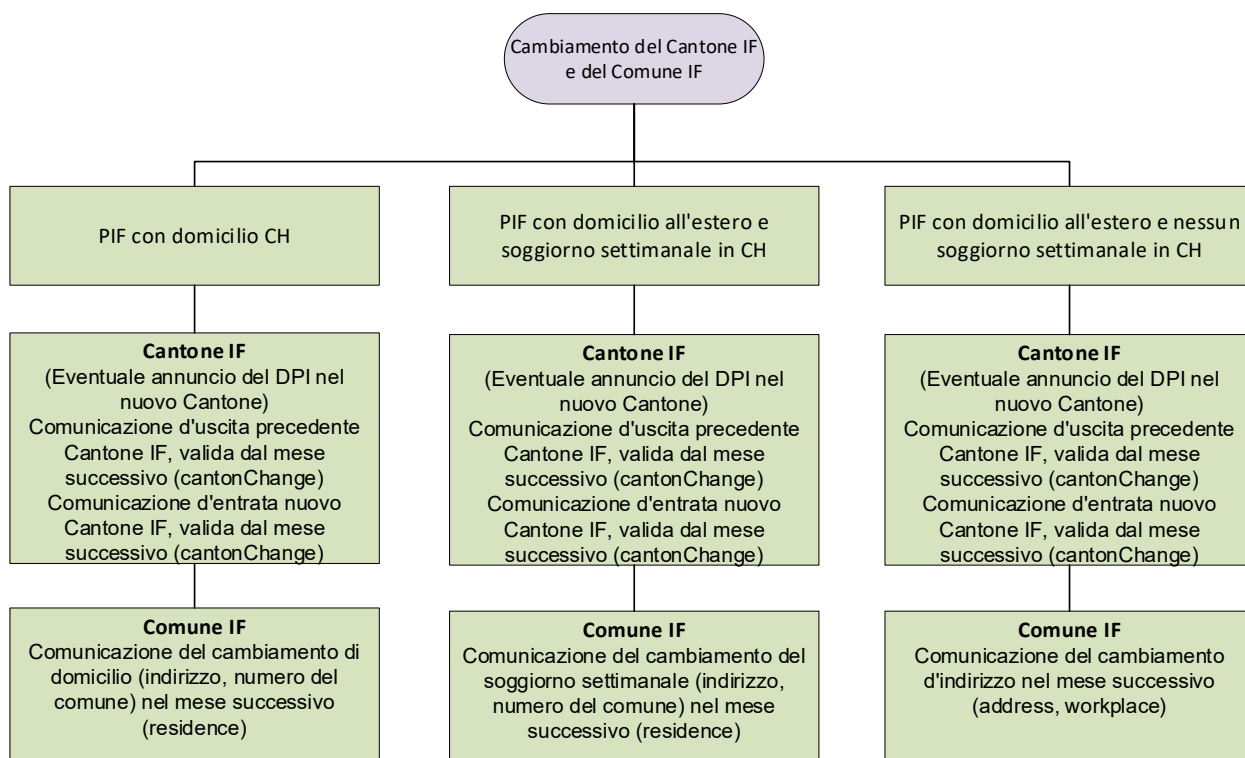 Cambiamento del Cantone IF
e del Comune IF
PIF con domicilio CH
PIF con domicilio all'estero e
soggiorno settimanale in CH
PIF con domicilio all'estero e nessun
soggiorno settimanale in CH
Cantone IF
(Eventuale annuncio del DPI nel
nuovo Cantone)
Comunicazione d'uscita precedente
Cantone IF, valida dal mese
successivo (cantonChange)
Comunicazione d'entrata nuovo
Cantone IF, valida dal mese
successivo (cantonChange)
Cantone IF
(Eventuale annuncio del DPI nel
nuovo Cantone)
Comunicazione d'uscita precedente
Cantone IF, valida dal mese
successivo (cantonChange)
Comunicazione d'entrata nuovo
Cantone IF, valida dal mese
successivo (cantonChange)
Cantone IF
(Eventuale annuncio del DPI nel
nuovo Cantone)
Comunicazione d'uscita precedente
Cantone IF, valida dal mese
successivo (cantonChange)
Comunicazione d'entrata nuovo
Cantone IF, valida dal mese
successivo (cantonChange)
Comune IF
Comunicazione del cambiamento di
domicilio (indirizzo, numero del
comune) nel mese successivo
(residence)
Comune IF
Comunicazione del cambiamento del
soggiorno settimanale (indirizzo,
numero del comune) nel mese
successivo (residence)
Comune IF
Comunicazione del cambiamento
d'indirizzo nel mese successivo
(address, workplace)